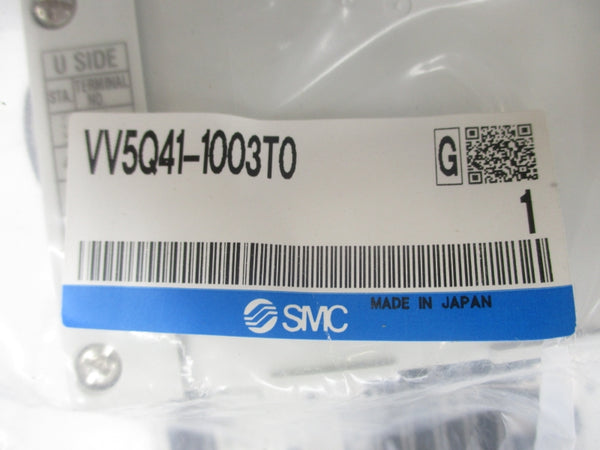 U SIDE
STA. TERMINAL
NO.
VV5Q41-1003T0
G
1
SMC
MADE IN JAPAN